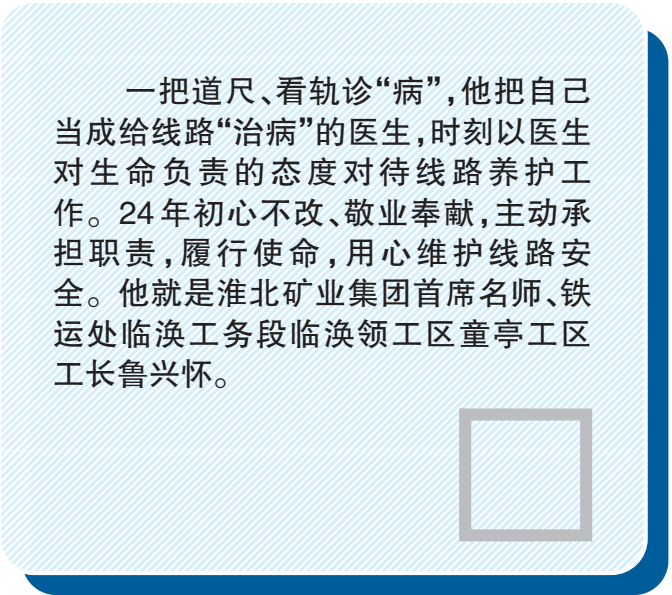 一把道尺、看轨诊“病”,他把自己
当成给线路“治病”的医生,时刻以医生
对生命负责的态度对待线路养护工
作。24年初心不改、敬业奉献,主动承
担职责,履行使命,用心维护线路安
全。他就是淮北矿业集团首席名师、铁
运处临涣工务段临涣领工区童亭工区
工长鲁兴怀。